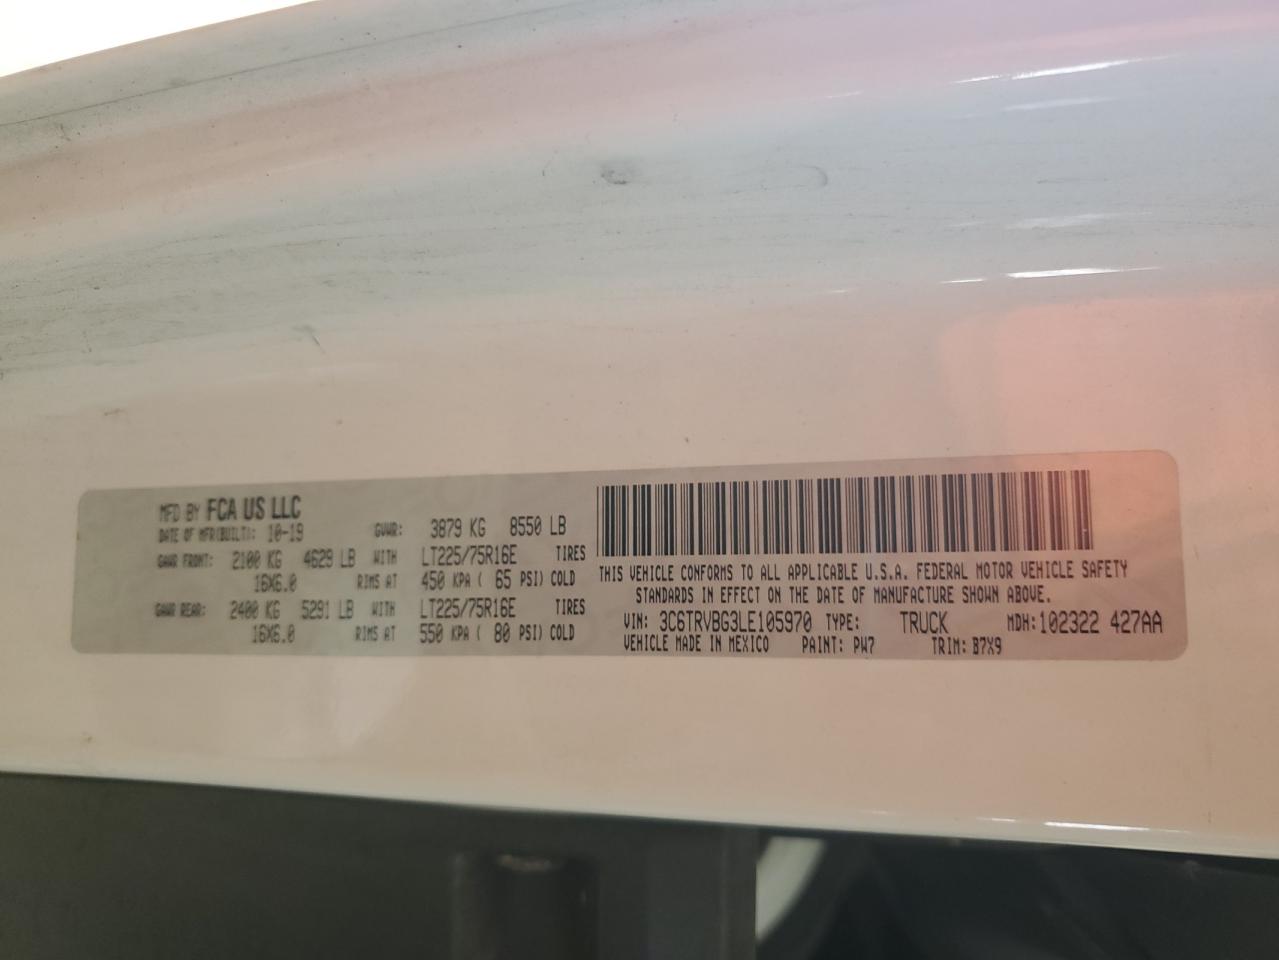 MFD BY FCA US LLC
DATE OF MFR(BUILT): 10-19 GVWR: 3879 KG 8550 LB
GAWR FRONT: 2100 KG 4629 LB WITH LT225/75R16E TIRES
16X6.0 RIMS AT 450 KPA ( 65 PSI) COLD
GAWR REAR: 2400 KG 5291 LB WITH LT225/75R16E TIRES
16X6.0 RIMS AT 550 KPA ( 80 PSI) COLD
THIS VEHICLE CONFORMS TO ALL APPLICABLE U.S.A. FEDERAL MOTOR VEHICLE SAFETY
STANDARDS IN EFFECT ON THE DATE OF MANUFACTURE SHOWN ABOVE.
VIN: 3C6TRVBG3LE105970 TYPE: TRUCK MDH: 102322 427AA
VEHICLE MADE IN MEXICO PAINT: PW7 TRIM: B7X9